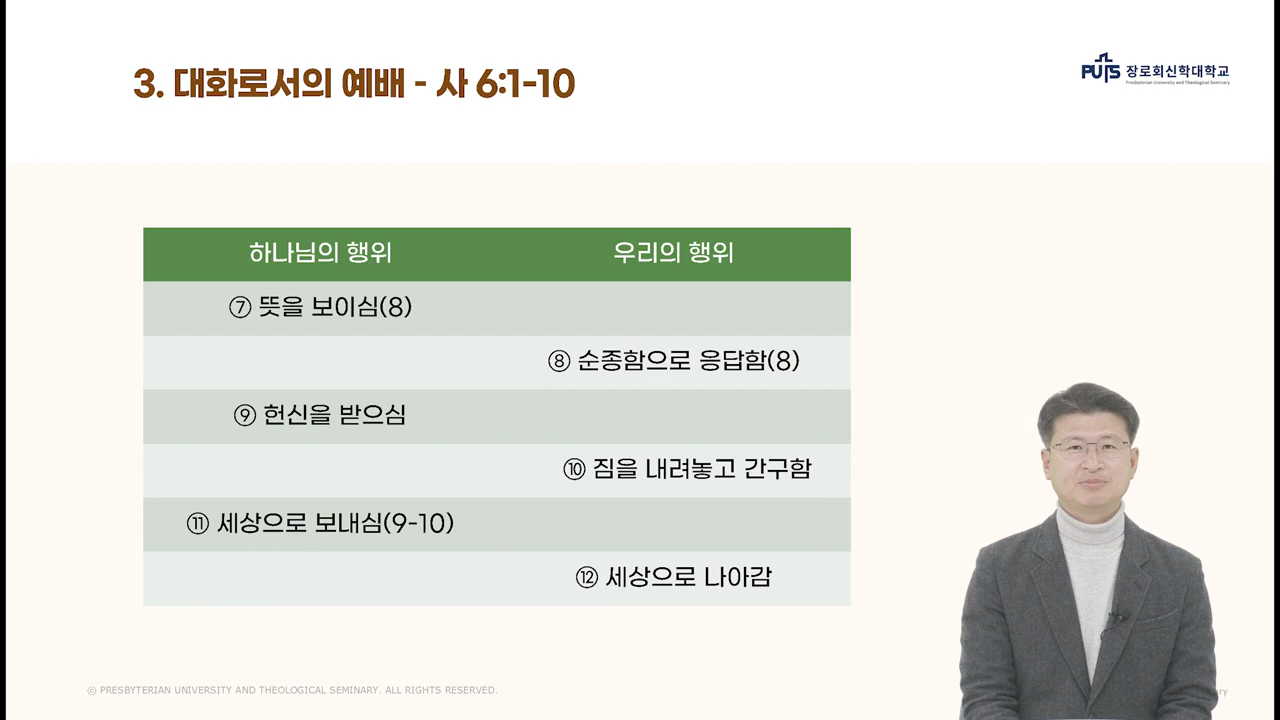 3. 대화로서의 예배 - 사 6:1-10
PUTS 장로회신학대학교
Presbyterian University and Theological Seminary
하나님의 행위 우리의 행위
⑦ 뜻을 보이심(8)
⑧ 순종함으로 응답함(8)
⑨ 헌신을 받으심
⑩ 짐을 내려놓고 간구함
⑪ 세상으로 보내심(9-10)
⑫ 세상으로 나아감
ⓒ PRESBYTERIAN UNIVERSITY AND THEOLOGICAL SEMINARY. ALL RIGHTS RESERVED.